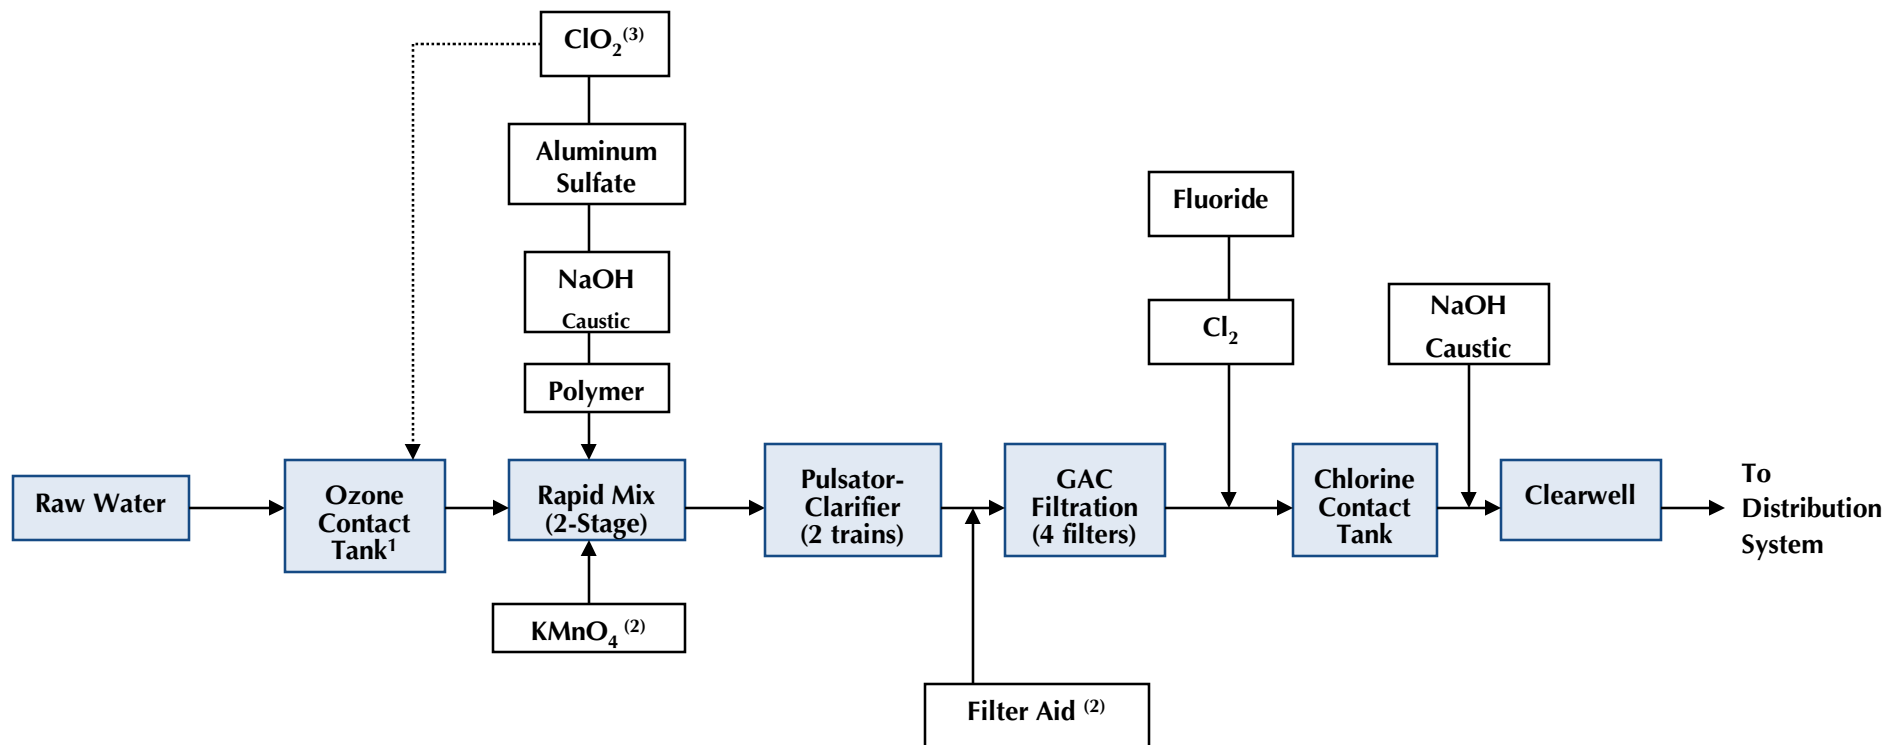 ClO₂⁽³⁾
Aluminum
Sulfate
NaOH
Caustic
Polymer
Fluoride
Cl₂
NaOH
Caustic
Raw Water
Ozone
Contact
Tank¹
Rapid Mix
(2-Stage)
Pulsator-
Clarifier
(2 trains)
GAC
Filtration
(4 filters)
Chlorine
Contact
Tank
Clearwell
To
Distribution
System
KMnO₄ ⁽²⁾
Filter Aid ⁽²⁾